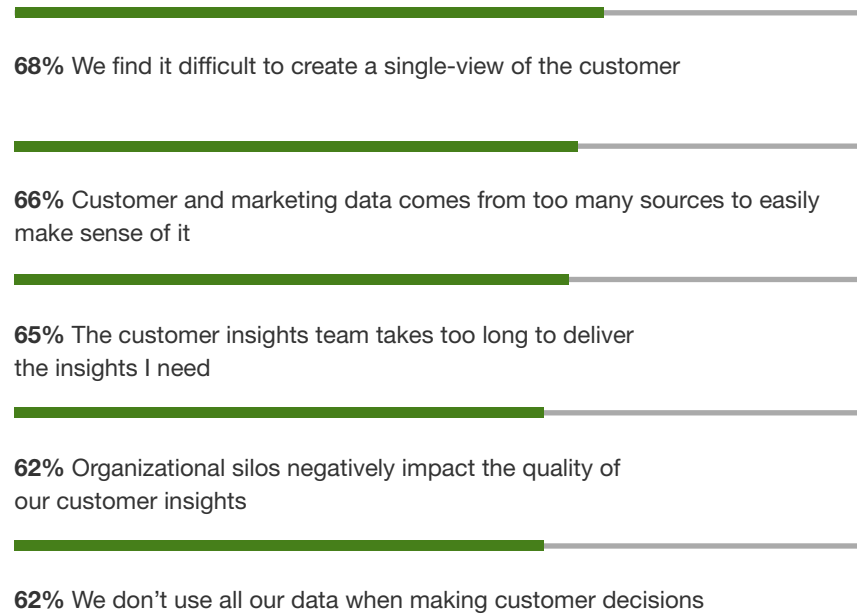 68% We find it difficult to create a single-view of the customer
66% Customer and marketing data comes from too many sources to easily
make sense of it
65% The customer insights team takes too long to deliver
the insights I need
62% Organizational silos negatively impact the quality of
our customer insights
62% We don’t use all our data when making customer decisions